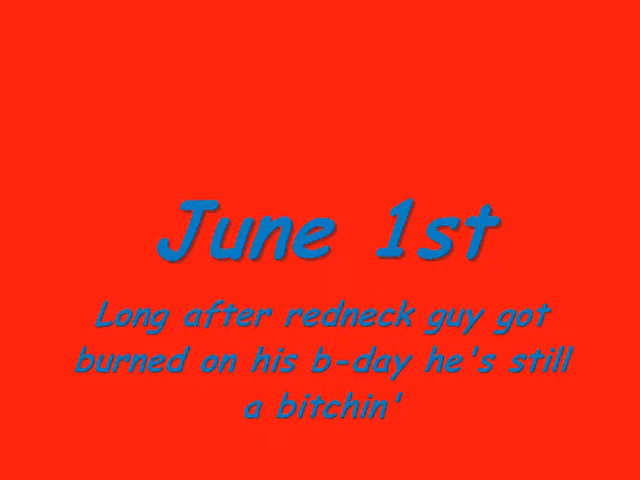 June 1st
Long after redneck guy got
burned on his b-day he's still
a bitchin'